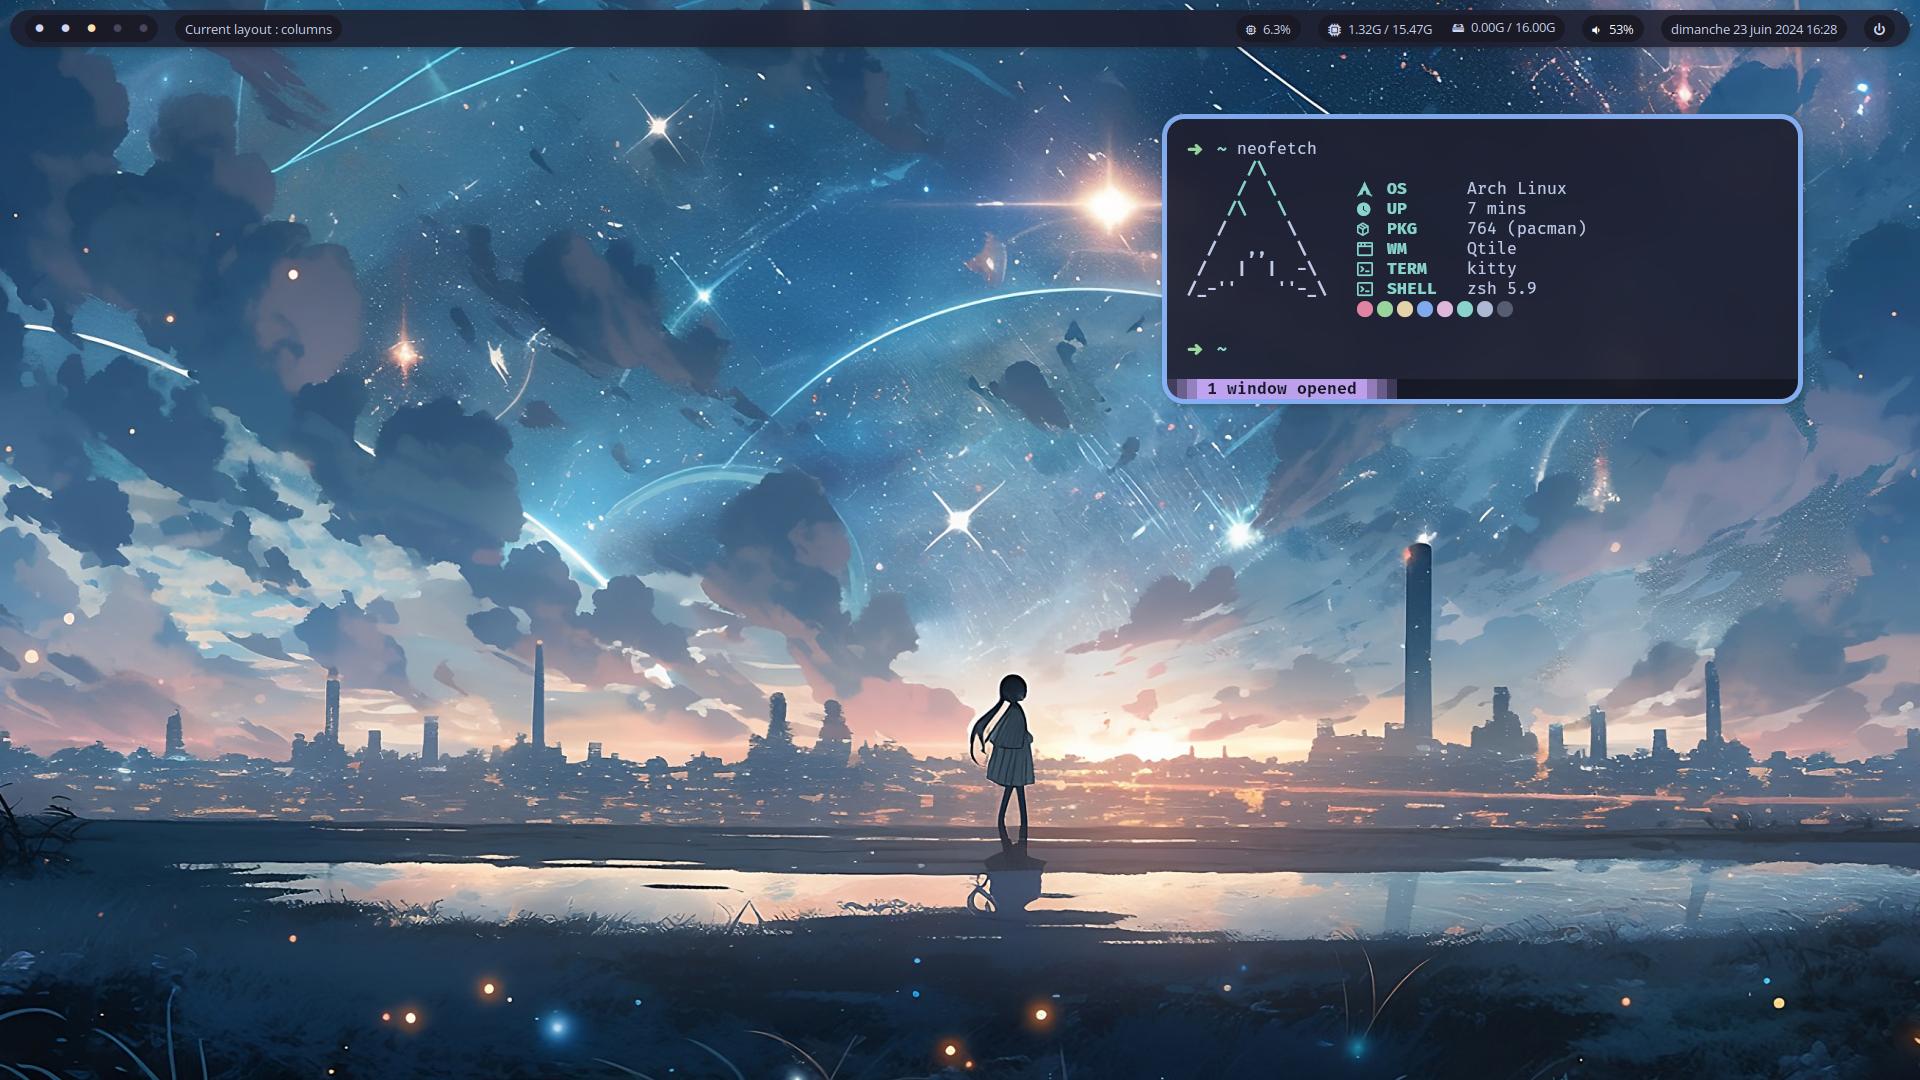 Current layout : columns
6.3%
1.32G / 15.47G
0.00G / 16.00G
53%
dimanche 23 juin 2024 16:28
➜ ~ neofetch
OS Arch Linux
UP 7 mins
PKG 764 (pacman)
WM Qtile
TERM kitty
SHELL zsh 5.9
➜ ~
1 window opened